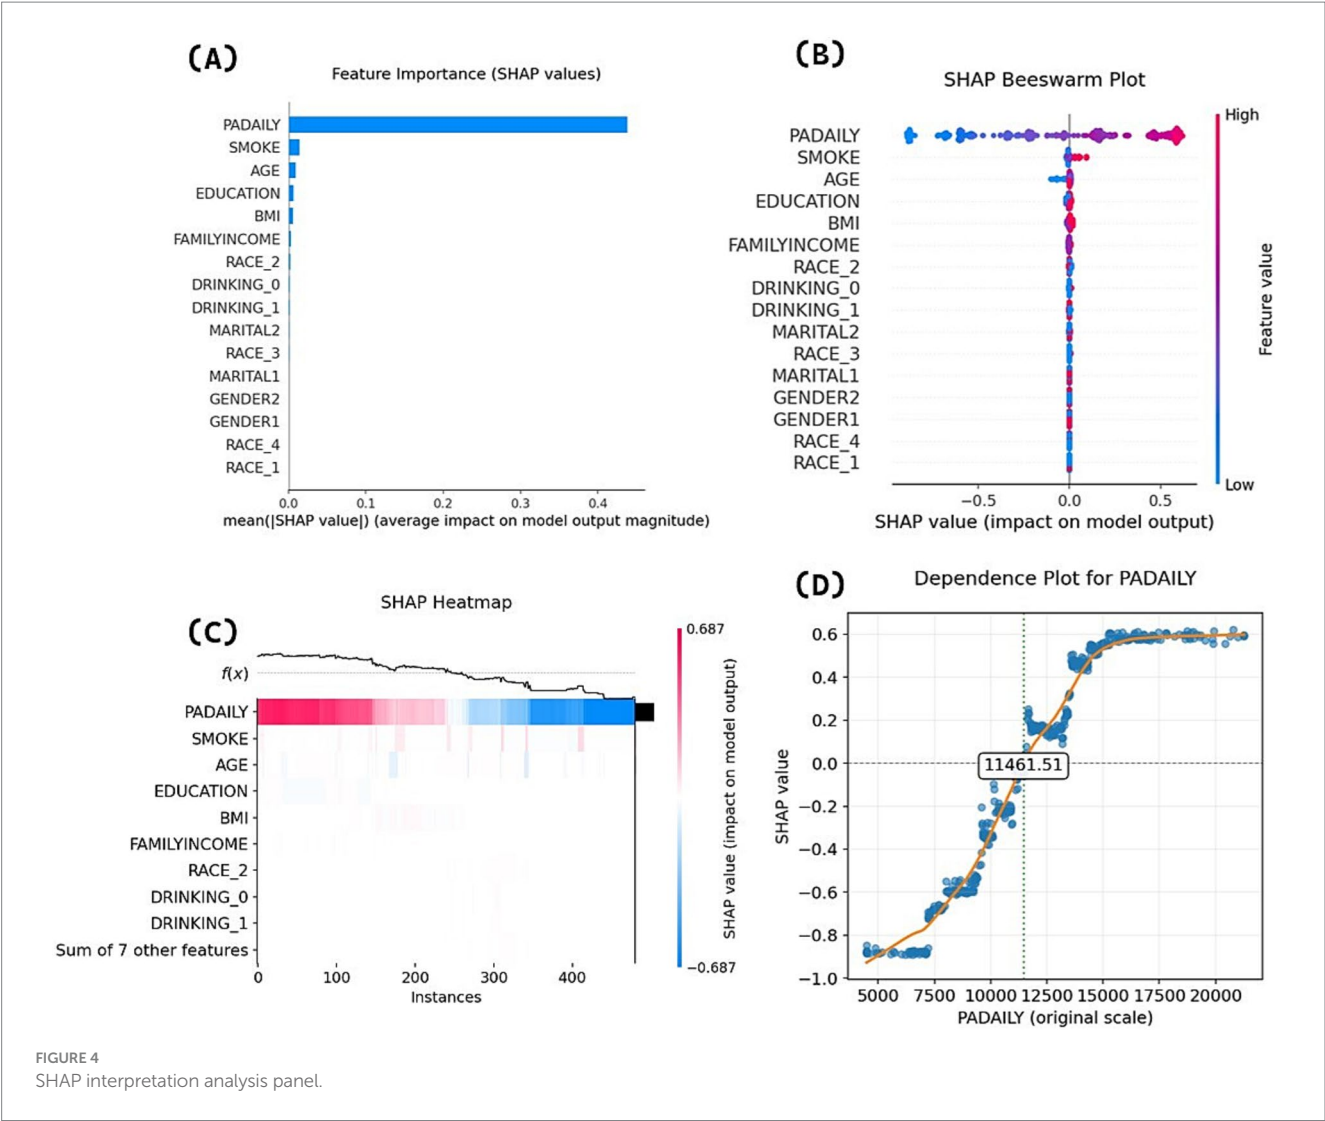 (A)
Feature Importance (SHAP values)
PADAILY
SMOKE
AGE
EDUCATION
BMI
FAMILYINCOME
RACE_2
DRINKING_0
DRINKING_1
MARITAL2
RACE_3
MARITAL1
GENDER2
GENDER1
RACE_4
RACE_1
0.0 0.1 0.2 0.3 0.4
mean(|SHAP value|) (average impact on model output magnitude)
(B)
SHAP Beeswarm Plot
PADAILY
SMOKE
AGE
EDUCATION
BMI
FAMILYINCOME
RACE_2
DRINKING_0
DRINKING_1
MARITAL2
RACE_3
MARITAL1
GENDER2
GENDER1
RACE_4
RACE_1
−0.5 0.0 0.5
SHAP value (impact on model output)
High
Feature value
Low
(C)
SHAP Heatmap
f(x)
PADAILY
SMOKE
AGE
EDUCATION
BMI
FAMILYINCOME
RACE_2
DRINKING_0
DRINKING_1
Sum of 7 other features
0 100 200 300 400
Instances
0.687
SHAP value (impact on model output)
−0.687
(D)
Dependence Plot for PADAILY
0.6
0.4
0.2
0.0
−0.2
−0.4
−0.6
−0.8
−1.0
SHAP value
11461.51
5000 7500 10000 12500 15000 17500 20000
PADAILY (original scale)
FIGURE 4
SHAP interpretation analysis panel.